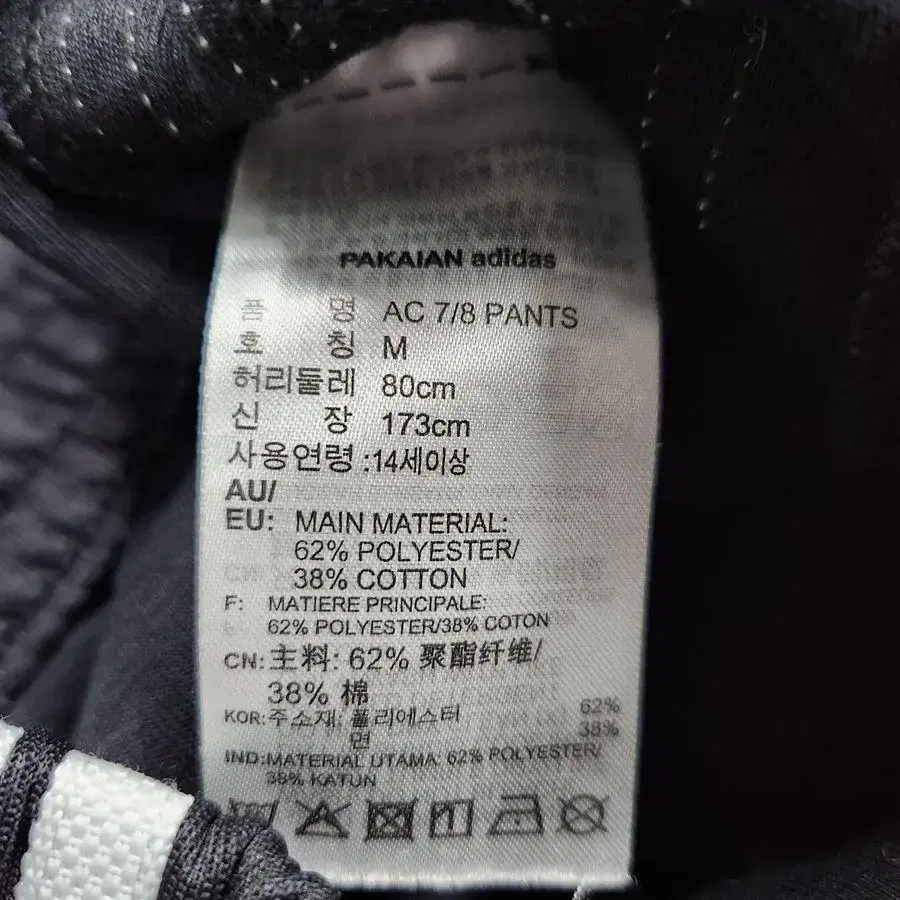 PAKAIAN adidas
품 명 AC 7/8 PANTS
호 칭 M
허리둘레 80cm
신 장 173cm
사용연령 :14세이상
AU/
EU: MAIN MATERIAL:
62% POLYESTER/
38% COTTON
F: MATIERE PRINCIPALE:
62% POLYESTER/38% COTON
CN: 主料: 62% 聚酯纤维/
38% 棉
KOR: 주소재: 폴리에스터 62%
면 38%
IND:MATERIAL UTAMA: 62% POLYESTER/
38% KATUN